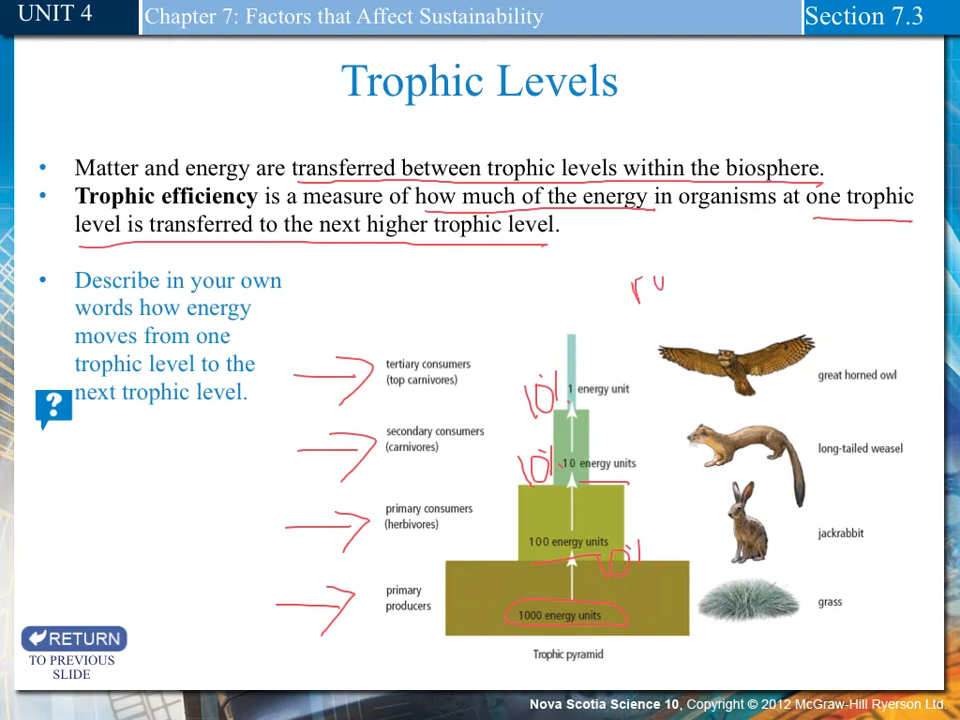 UNIT 4
Chapter 7: Factors that Affect Sustainability
Section 7.3
Trophic Levels
• Matter and energy are transferred between trophic levels within the biosphere.
• Trophic efficiency is a measure of how much of the energy in organisms at one trophic
level is transferred to the next higher trophic level.
• Describe in your own
words how energy
moves from one
trophic level to the
next trophic level.
?
tertiary consumers
(top carnivores)
10%
1 energy unit
great horned owl
secondary consumers
(carnivores)
10%
10 energy units
long-tailed weasel
primary consumers
(herbivores)
100 energy units
10%
jackrabbit
primary
producers
1000 energy units
grass
Trophic pyramid
RETURN
TO PREVIOUS
SLIDE
Nova Scotia Science 10, Copyright © 2012 McGraw-Hill Ryerson Ltd.